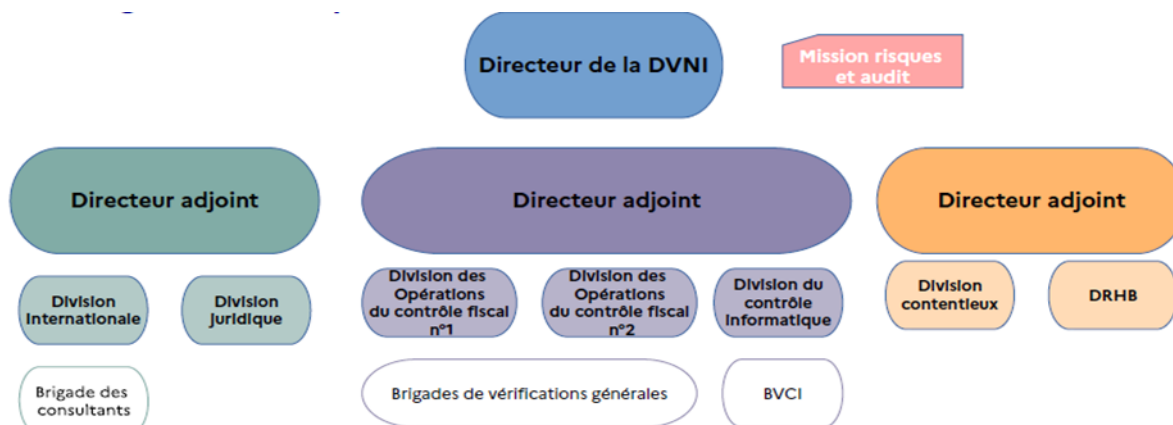 Directeur de la DVNI
Mission risques
et audit
Directeur adjoint
Directeur adjoint
Directeur adjoint
Division
Internationale
Division
Juridique
Division des
Opérations
du contrôle fiscal
n°1
Division des
Opérations
du contrôle fiscal
n°2
Division du
contrôle
informatique
Division
contentieux
DRHB
Brigade des
consultants
Brigades de vérifications générales
BVCI